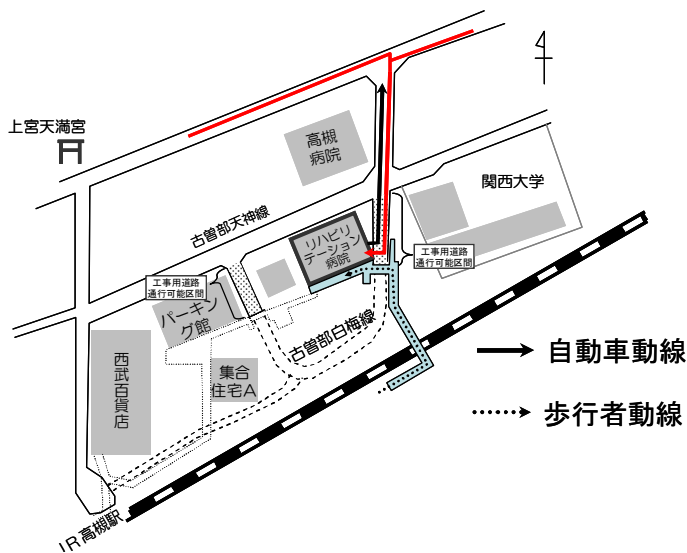 上宮天満宮
高槻
病院
関西大学
古曽部天神線
リハビリ
テーション
病院
工事用道路
通行可能区間
工事用道路
通行可能区間
パーキン
グ館
古曽部白梅線
西武百貨店
集合
住宅A
自動車動線
歩行者動線
JR高槻駅